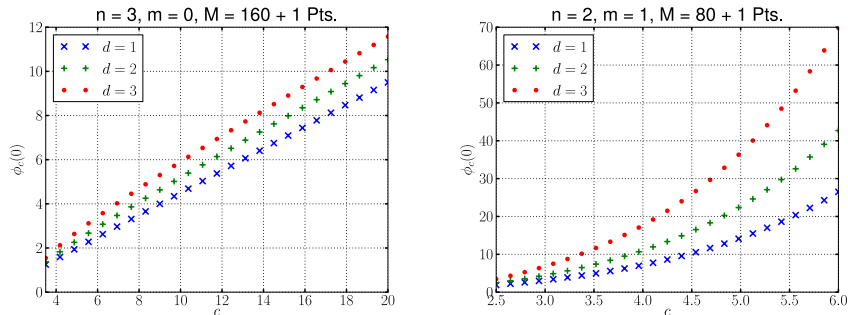 n = 3, m = 0, M = 160 + 1 Pts.
12
10
8
6
4
2
0
ϕc(0)
d = 1
d = 2
d = 3
4 6 8 10 12 14 16 18 20
c
n = 2, m = 1, M = 80 + 1 Pts.
70
60
50
40
30
20
10
0
ϕc(0)
d = 1
d = 2
d = 3
2.5 3.0 3.5 4.0 4.5 5.0 5.5 6.0
c